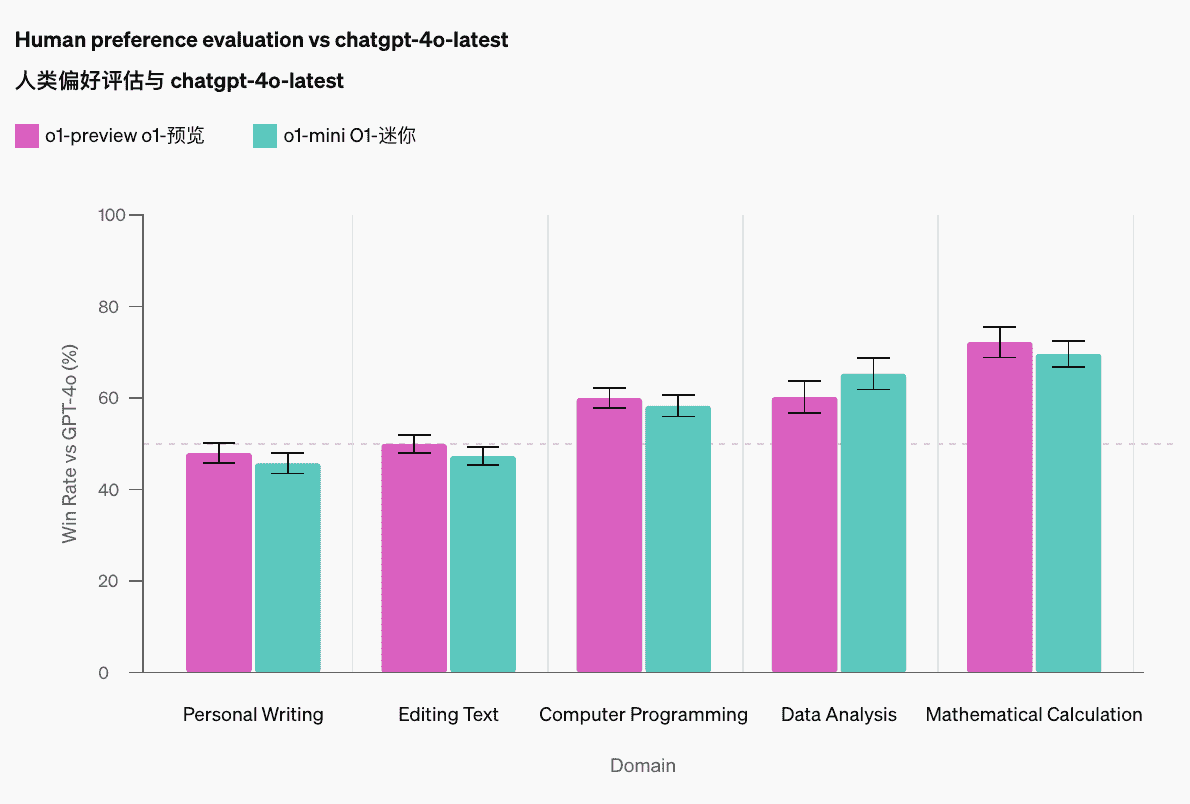 Human preference evaluation vs chatgpt-4o-latest
人类偏好评估与 chatgpt-4o-latest
o1-preview o1-预览
o1-mini O1-迷你
100
80
60
40
20
0
Win Rate vs GPT-4o (%)
Personal Writing
Editing Text
Computer Programming
Data Analysis
Mathematical Calculation
Domain